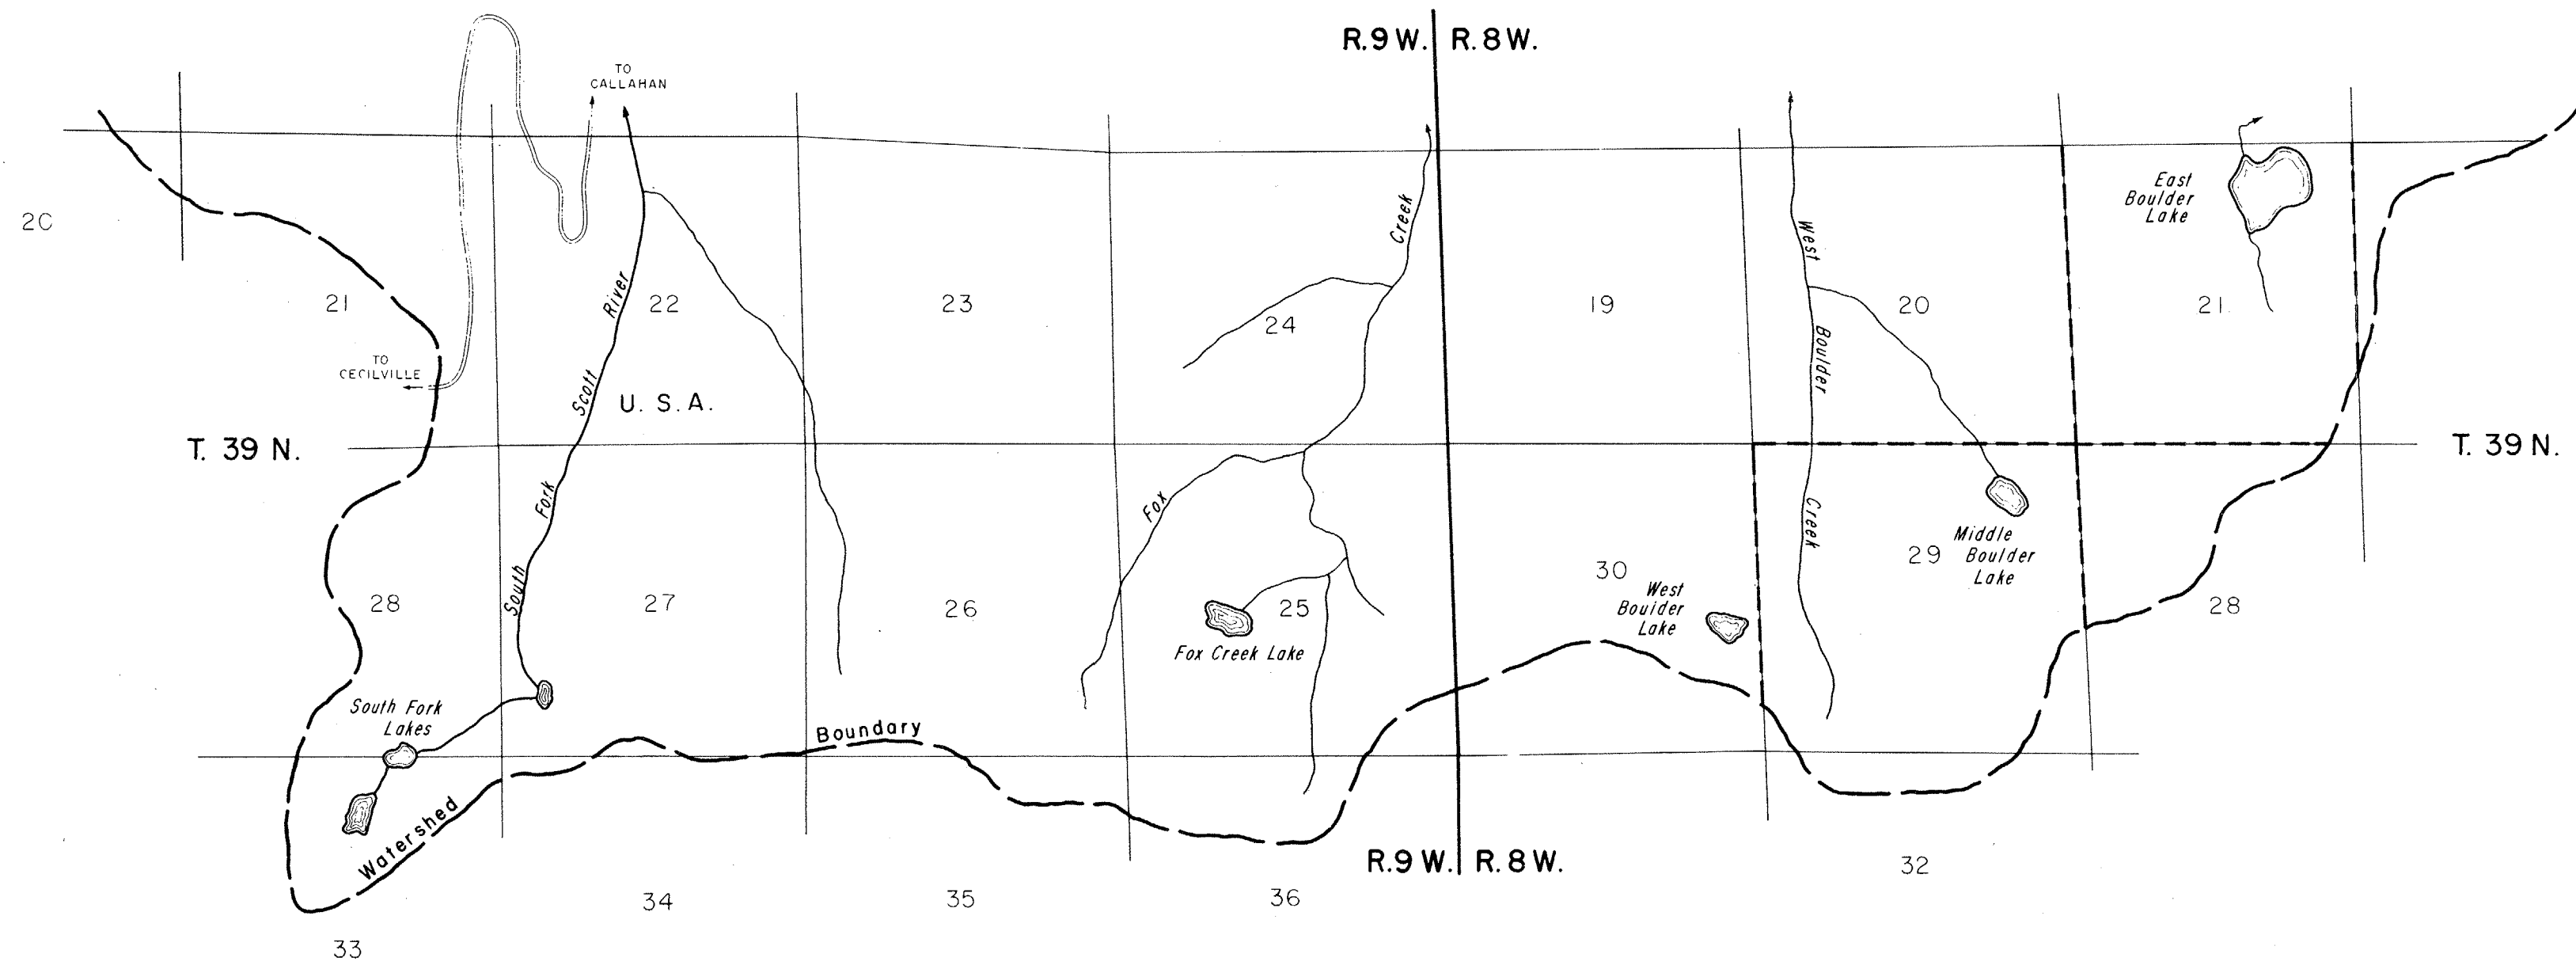 R.9W. R.8W.
TO
CALLAHAN
East
Boulder
Lake
20
West
Creek
River
21
22
23
24
19
20
21
TO
CECILVILLE
Scott
U. S. A.
Boulder
T. 39 N.
T. 39 N.
Fork
Fox
Creek
Middle
Boulder
Lake
29
30
South
28
27
26
25
West
Boulder
Lake
28
Fox Creek Lake
South Fork
Lakes
Boundary
Watershed
R.9W. R.8W.
32
34
35
36
33